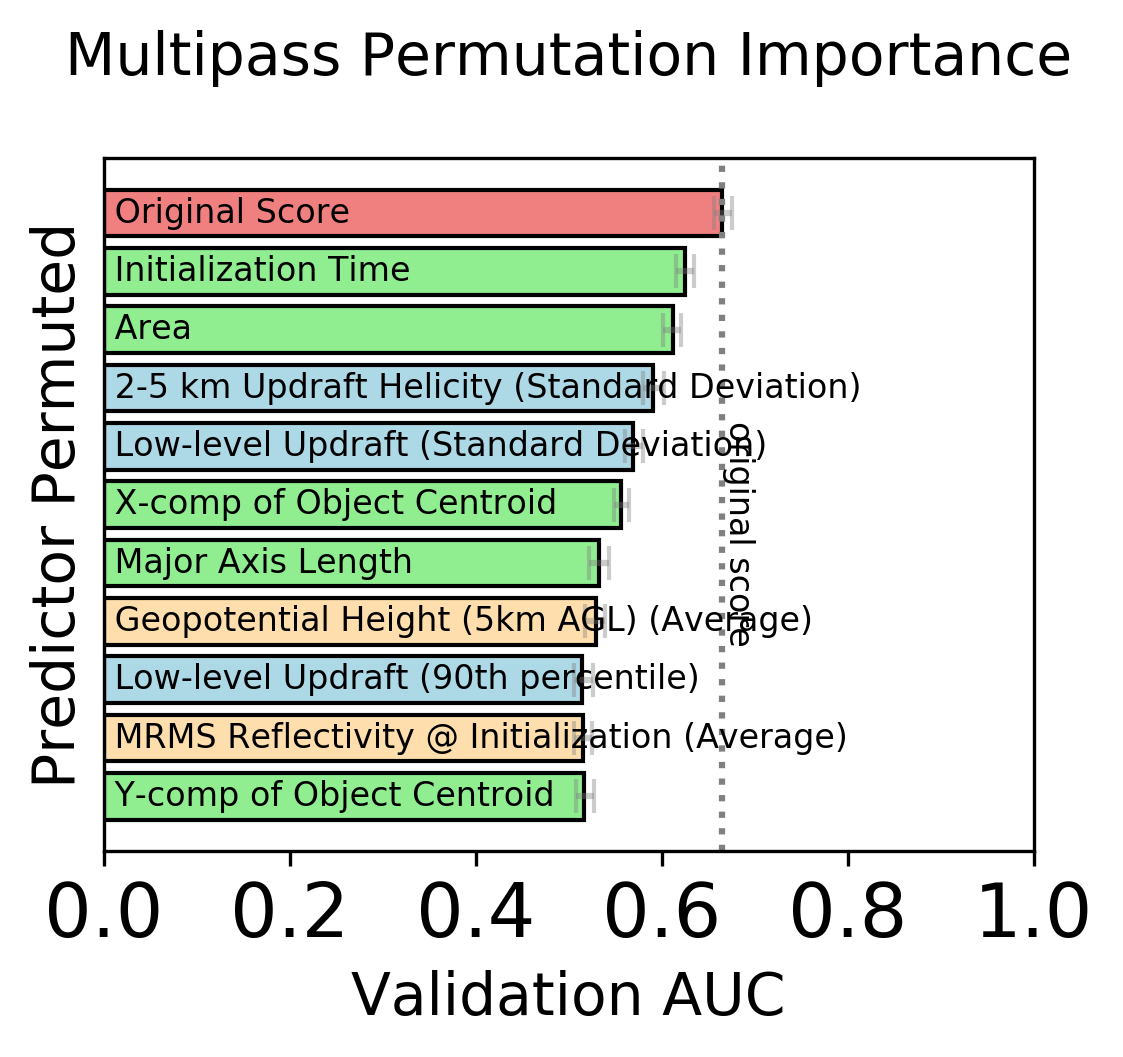 Multipass Permutation Importance
Predictor Permuted
Original Score
Initialization Time
Area
2-5 km Updraft Helicity (Standard Deviation)
Low-level Updraft (Standard Deviation)
X-comp of Object Centroid
Major Axis Length
Geopotential Height (5km AGL) (Average)
Low-level Updraft (90th percentile)
MRMS Reflectivity @ Initialization (Average)
Y-comp of Object Centroid
original score
0.0 0.2 0.4 0.6 0.8 1.0
Validation AUC